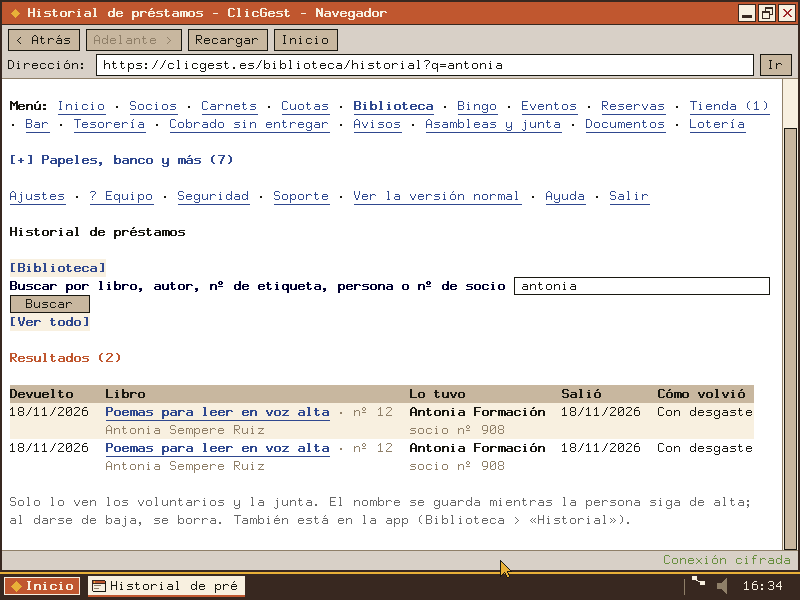 Historial de préstamos - ClicGest - Navegador
< Atrás Adelante > Recargar Inicio
Dirección: https://clicgest.es/biblioteca/historial?q=antonia Ir
Menú: Inicio · Socios · Carnets · Cuotas · Biblioteca · Bingo · Eventos · Reservas · Tienda (1)
· Bar · Tesorería · Cobrado sin entregar · Avisos · Asambleas y junta · Documentos · Lotería
[+] Papeles, banco y más (7)
Ajustes · ? Equipo · Seguridad · Soporte · Ver la versión normal · Ayuda · Salir
Historial de préstamos
[Biblioteca]
Buscar por libro, autor, nº de etiqueta, persona o nº de socio antonia
Buscar
[Ver todo]
Resultados (2)
Devuelto Libro Lo tuvo Salió Cómo volvió
18/11/2026 Poemas para leer en voz alta · nº 12 Antonia Formación 18/11/2026 Con desgaste
Antonia Sempere Ruiz socio nº 908
18/11/2026 Poemas para leer en voz alta · nº 12 Antonia Formación 18/11/2026 Con desgaste
Antonia Sempere Ruiz socio nº 908
Solo lo ven los voluntarios y la junta. El nombre se guarda mientras la persona siga de alta;
al darse de baja, se borra. También está en la app (Biblioteca > «Historial»).
Conexión cifrada
Inicio Historial de pré 16:34